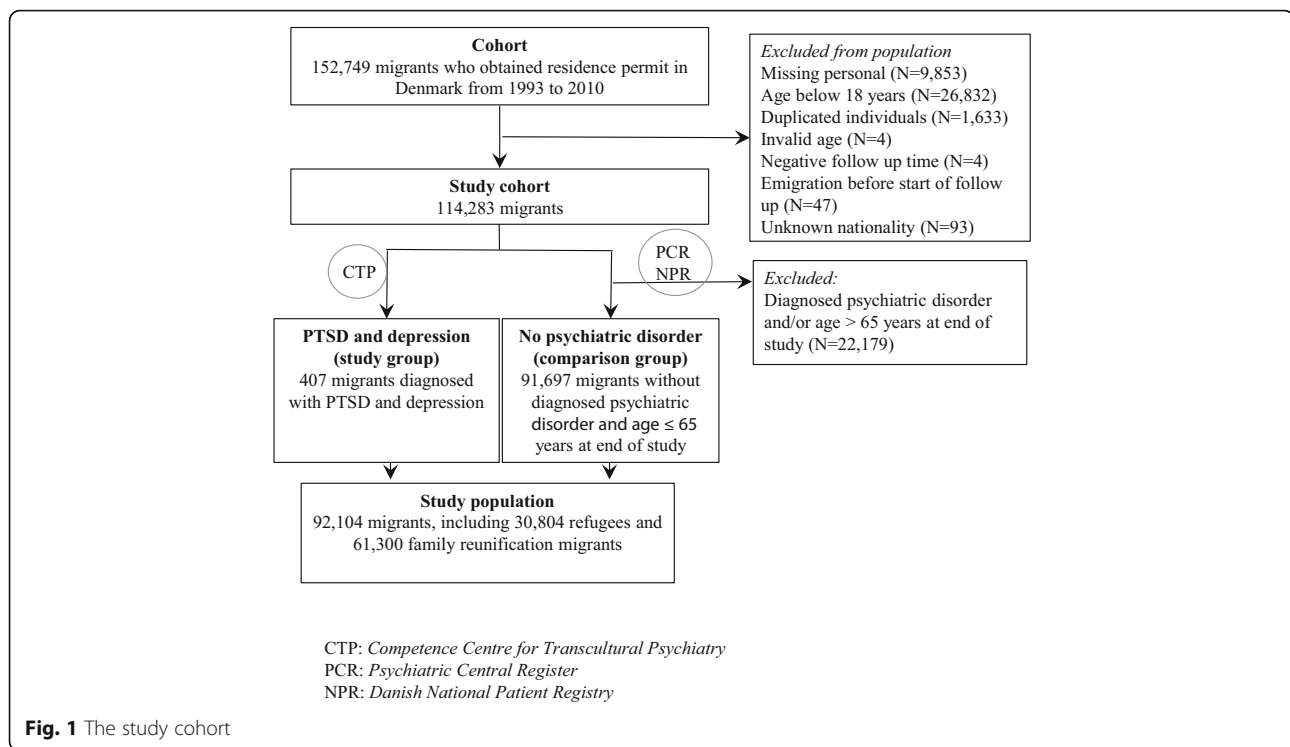 Cohort
152,749 migrants who obtained residence permit in
Denmark from 1993 to 2010
Excluded from population
Missing personal (N=9,853)
Age below 18 years (N=26,832)
Duplicated individuals (N=1,633)
Invalid age (N=4)
Negative follow up time (N=4)
Emigration before start of follow
up (N=47)
Unknown nationality (N=93)
Study cohort
114,283 migrants
CTP
PCR
NPR
Excluded:
Diagnosed psychiatric disorder
and/or age > 65 years at end of
study (N=22,179)
PTSD and depression
(study group)
407 migrants diagnosed
with PTSD and depression
No psychiatric disorder
(comparison group)
91,697 migrants without
diagnosed psychiatric
disorder and age ≤ 65
years at end of study
Study population
92,104 migrants, including 30,804 refugees and
61,300 family reunification migrants
CTP: Competence Centre for Transcultural Psychiatry
PCR: Psychiatric Central Register
NPR: Danish National Patient Registry
Fig. 1 The study cohort